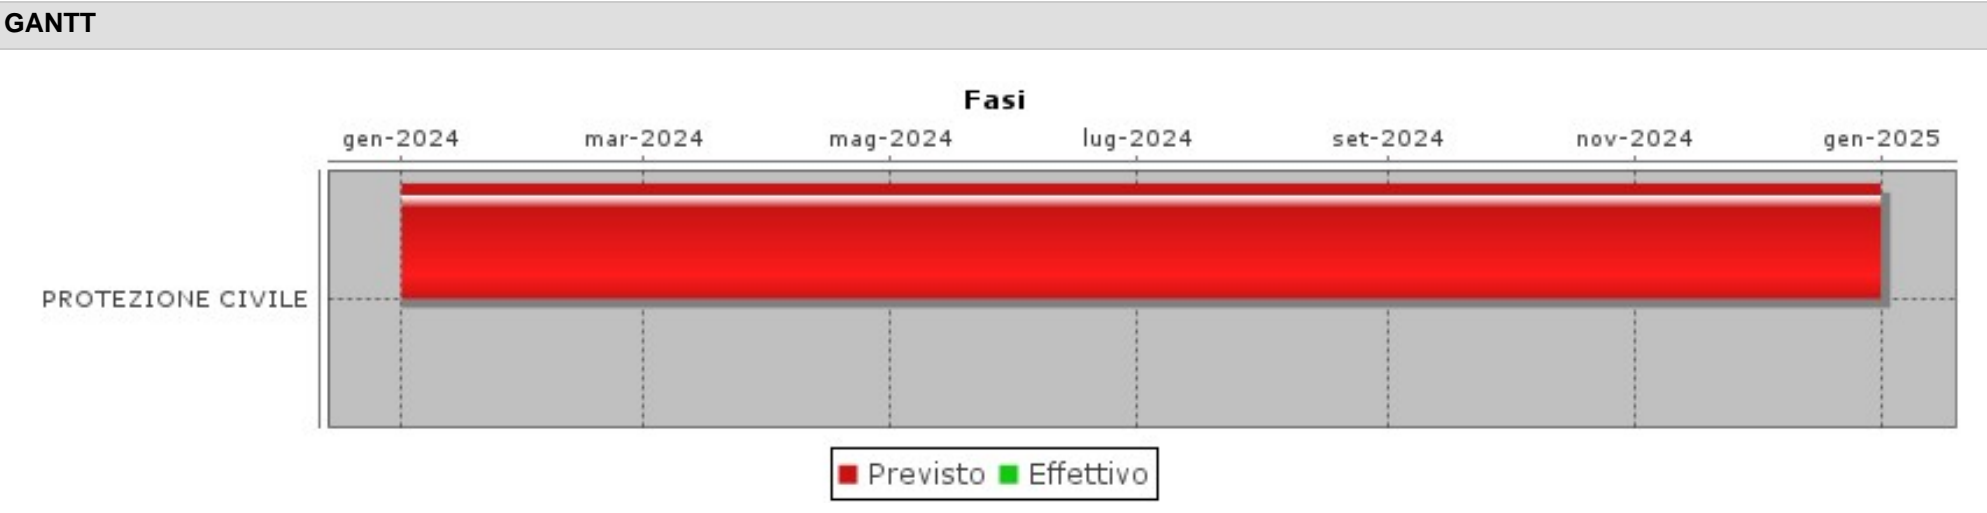 GANTT
Fasi
gen-2024 mar-2024 mag-2024 lug-2024 set-2024 nov-2024 gen-2025
PROTEZIONE CIVILE
Previsto Effettivo